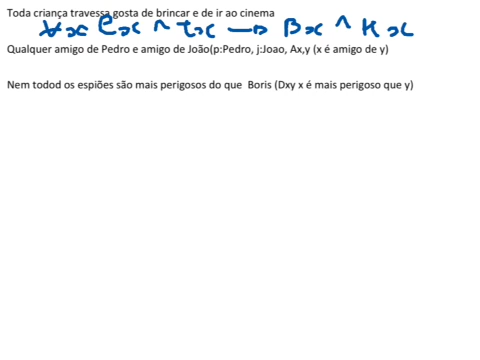 Toda criança travessa gosta de brincar e de ir ao cinema
∀x Cx ^ tx → Bx ^ Kx
Qualquer amigo de Pedro e amigo de João(p:Pedro, j:Joao, Ax,y (x é amigo de y)
Nem todod os espiões são mais perigosos do que Boris (Dxy x é mais perigoso que y)